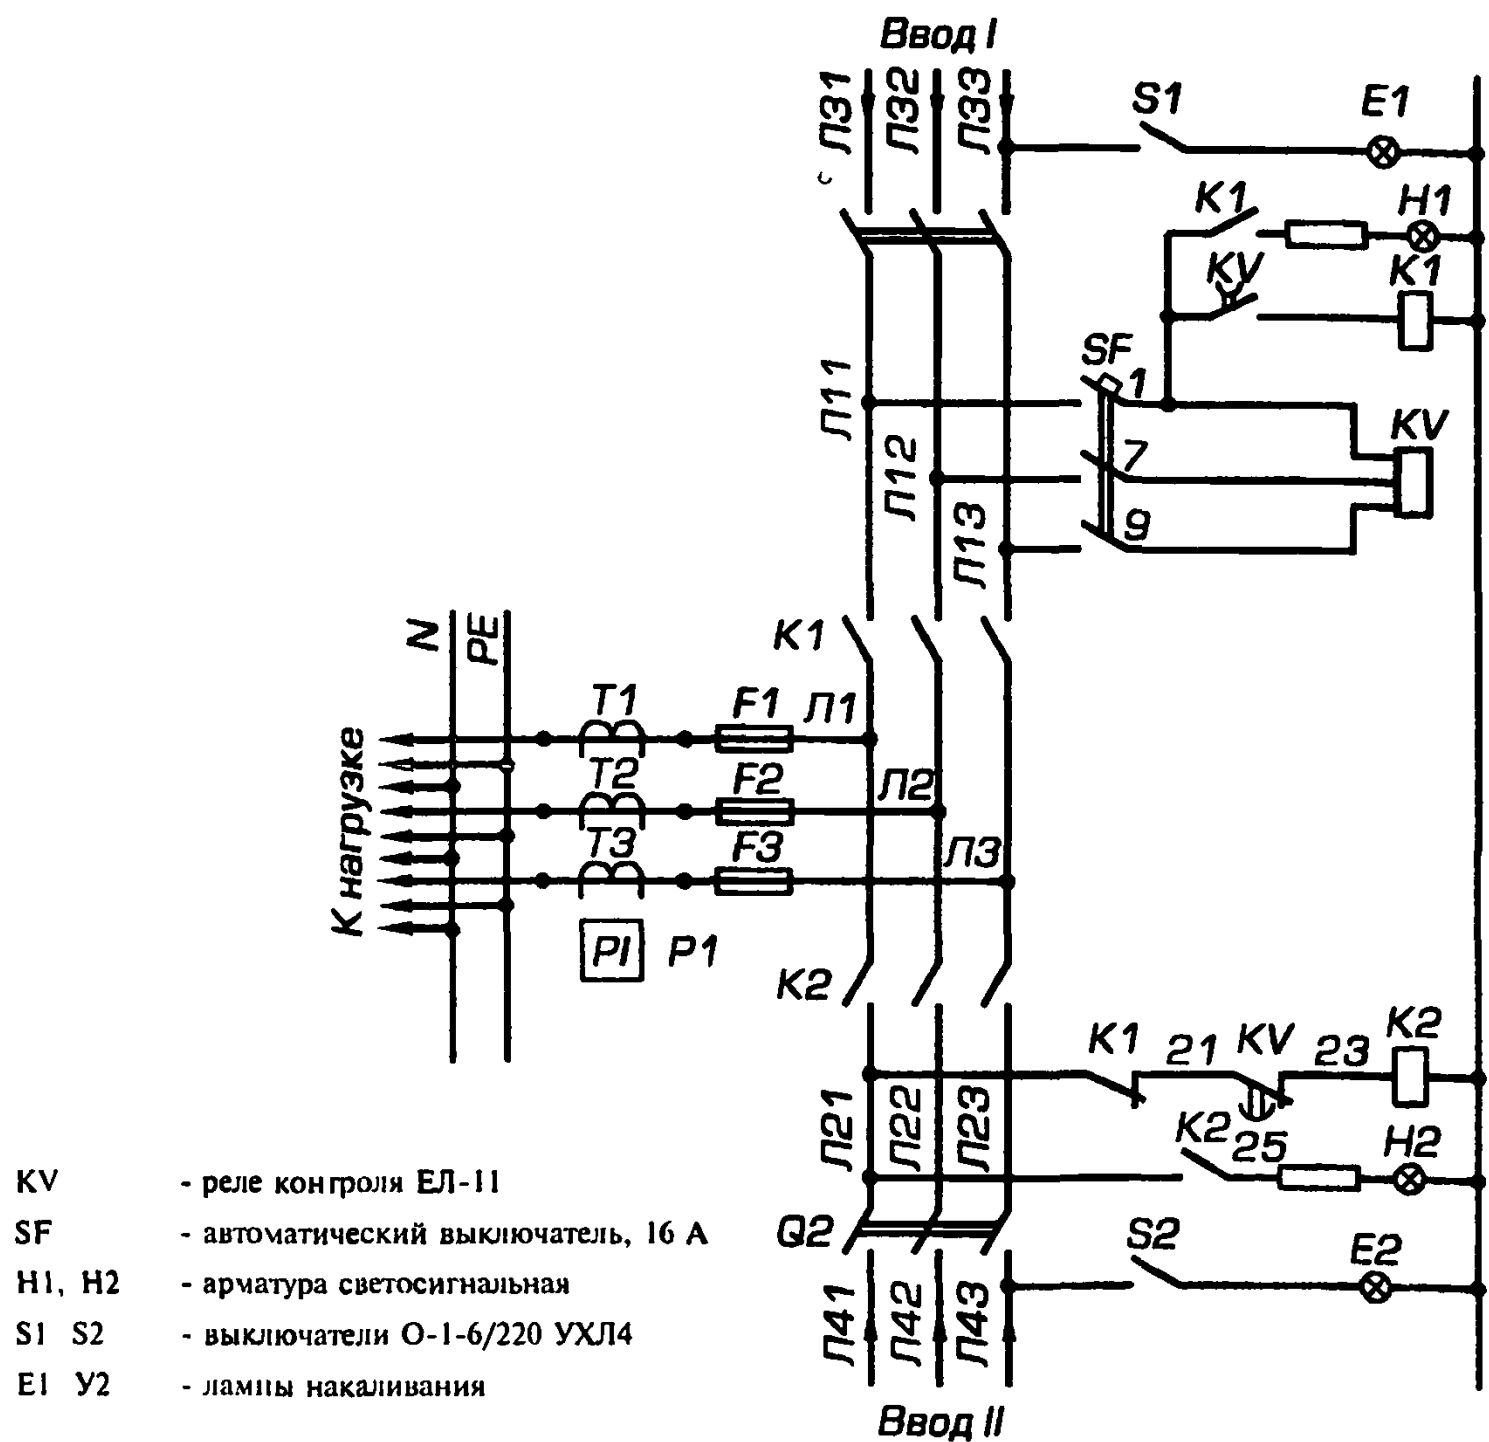 Ввод I
Л31
Л32
Л33
S1
E1
K1
H1
KV
K1
SF
1
Л11
KV
7
Л12
9
Л13
N
PE
K1
T1
F1
Л1
T2
F2
Л2
T3
F3
Л3
К нагрузке
PI
P1
K2
K1
21
KV
23
K2
Л21
Л22
Л23
K2
25
H2
Q2
S2
E2
Л41
Л42
Л43
Ввод II
KV - реле контроля ЕЛ-11
SF - автоматический выключатель, 16 А
H1, H2 - арматура светосигнальная
S1 S2 - выключатели О-1-6/220 УХЛ4
E1 У2 - лампы накаливания